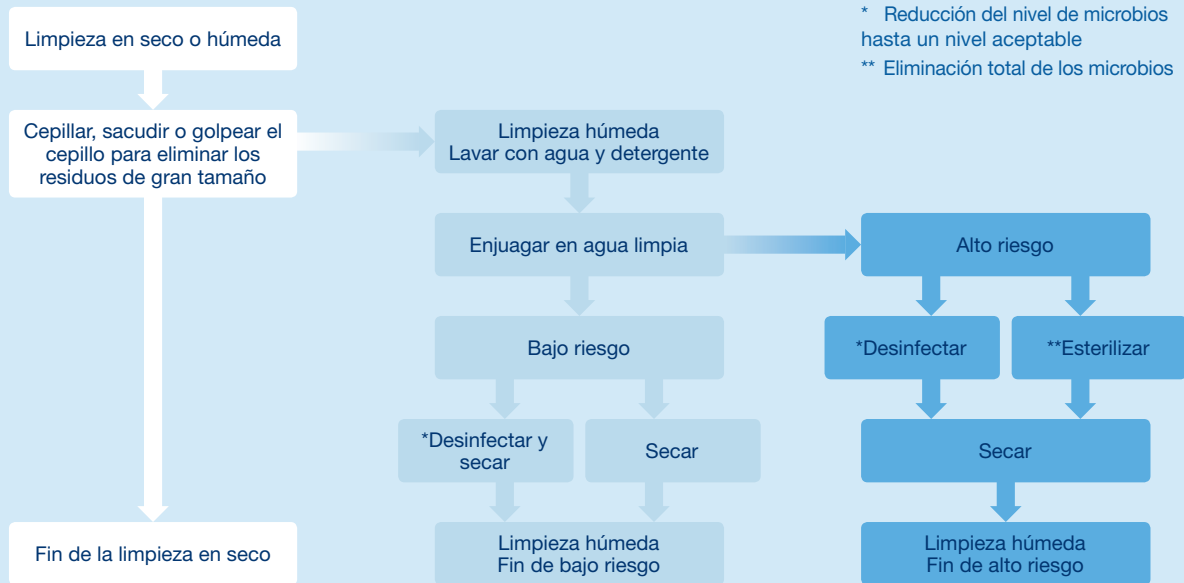 Limpieza en seco o húmeda
* Reducción del nivel de microbios
hasta un nivel aceptable
** Eliminación total de los microbios
Cepillar, sacudir o golpear el
cepillo para eliminar los
residuos de gran tamaño
Limpieza húmeda
Lavar con agua y detergente
Enjuagar en agua limpia
Alto riesgo
Bajo riesgo
*Desinfectar
**Esterilizar
*Desinfectar y
secar
Secar
Secar
Fin de la limpieza en seco
Limpieza húmeda
Fin de bajo riesgo
Limpieza húmeda
Fin de alto riesgo